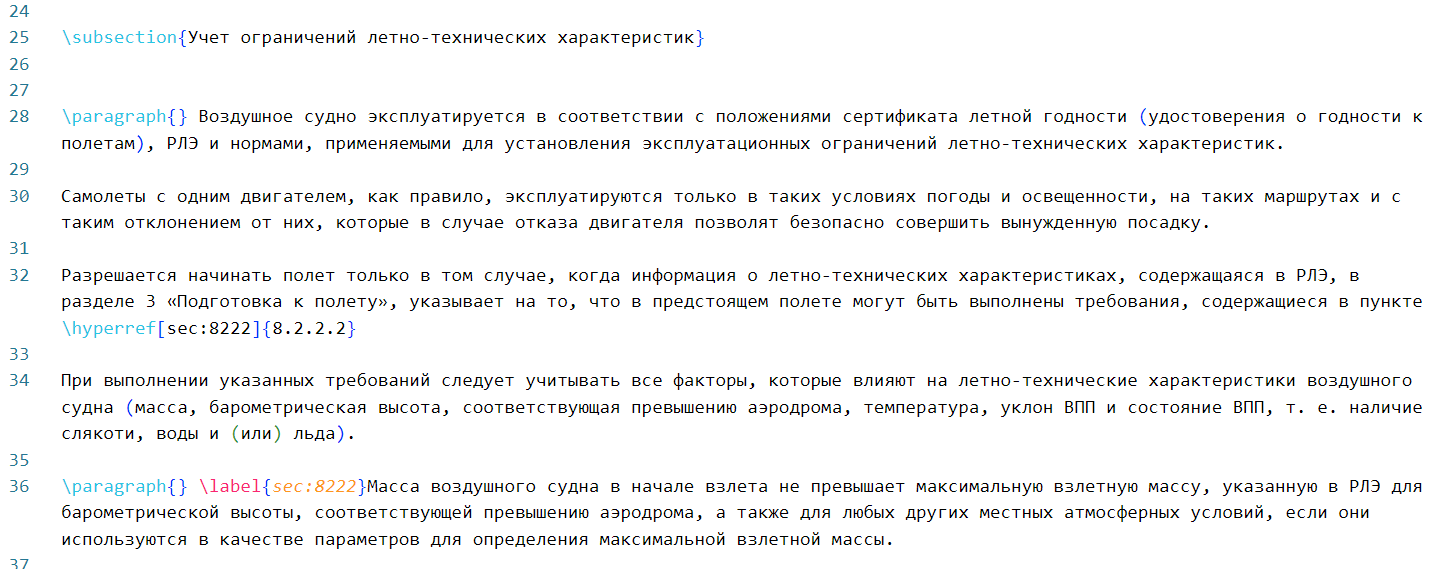 24
25 \subsection{Учет ограничений летно-технических характеристик}
26
27
28 \paragraph{} Воздушное судно эксплуатируется в соответствии с положениями сертификата летной годности (удостоверения о годности к
полетам), РЛЭ и нормами, применяемыми для установления эксплуатационных ограничений летно-технических характеристик.
29
30 Самолеты с одним двигателем, как правило, эксплуатируются только в таких условиях погоды и освещенности, на таких маршрутах и с
таким отклонением от них, которые в случае отказа двигателя позволят безопасно совершить вынужденную посадку.
31
32 Разрешается начинать полет только в том случае, когда информация о летно-технических характеристиках, содержащаяся в РЛЭ, в
разделе 3 «Подготовка к полету», указывает на то, что в предстоящем полете могут быть выполнены требования, содержащиеся в пункте
\hyperref[sec:8222]{8.2.2.2}
33
34 При выполнении указанных требований следует учитывать все факторы, которые влияют на летно-технические характеристики воздушного
судна (масса, барометрическая высота, соответствующая превышению аэродрома, температура, уклон ВПП и состояние ВПП, т. е. наличие
слякоти, воды и (или) льда).
35
36 \paragraph{} \label{sec:8222}Масса воздушного судна в начале взлета не превышает максимальную взлетную массу, указанную в РЛЭ для
барометрической высоты, соответствующей превышению аэродрома, а также для любых других местных атмосферных условий, если они
используются в качестве параметров для определения максимальной взлетной массы.
37